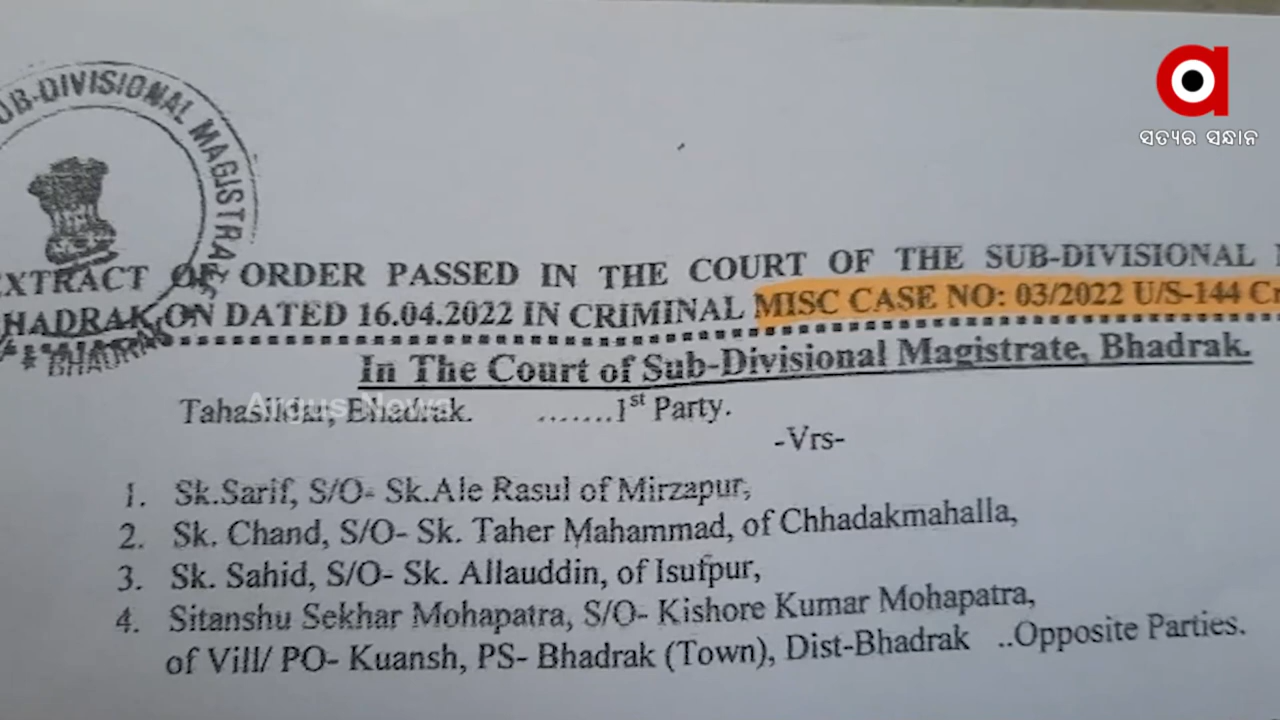 SUB-DIVISIONAL MAGISTRATE
BHADRAK
ସତ୍ୟର ସନ୍ଧାନ
EXTRACT OF ORDER PASSED IN THE COURT OF THE SUB-DIVISIONAL
BHADRAK ON DATED 16.04.2022 IN CRIMINAL MISC CASE NO: 03/2022 U/S-144
In The Court of Sub-Divisional Magistrate, Bhadrak.
Tahasildar, Bhadrak. .......1st Party.
Argus News
-Vrs-
1. Sk.Sarif, S/O- Sk.Ale Rasul of Mirzapur,
2. Sk. Chand, S/O- Sk. Taher Mahammad, of Chhadakmahalla,
3. Sk. Sahid, S/O- Sk. Allauddin, of Isufpur,
4. Sitanshu Sekhar Mohapatra, S/O- Kishore Kumar Mohapatra,
of Vill/ PO- Kuansh, PS- Bhadrak (Town), Dist-Bhadrak ..Opposite Parties.